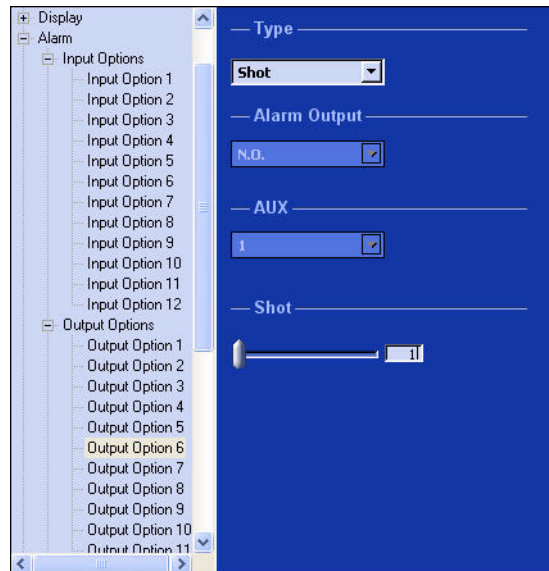 Display
Alarm
Input Options
Input Option 1
Input Option 2
Input Option 3
Input Option 4
Input Option 5
Input Option 6
Input Option 7
Input Option 8
Input Option 9
Input Option 10
Input Option 11
Input Option 12
Output Options
Output Option 1
Output Option 2
Output Option 3
Output Option 4
Output Option 5
Output Option 6
Output Option 7
Output Option 8
Output Option 9
Output Option 10
Output Option 11
Type
Shot
Alarm Output
N.O.
AUX
1
Shot
1